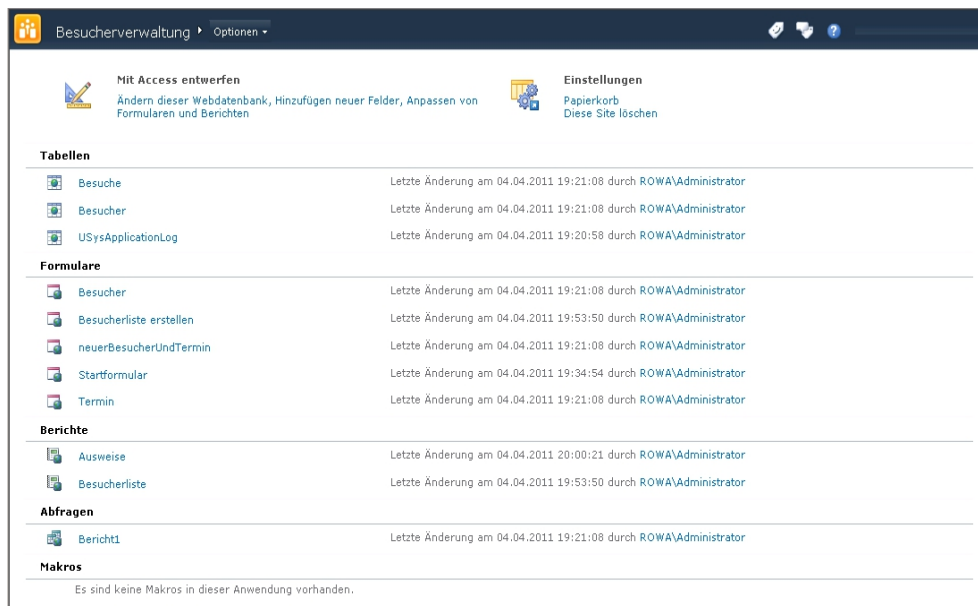 Besucherverwaltung Optionen
Mit Access entwerfen
Ändern dieser Webdatenbank, Hinzufügen neuer Felder, Anpassen von
Formularen und Berichten
Einstellungen
Papierkorb
Diese Site löschen
Tabellen
Besuche Letzte Änderung am 04.04.2011 19:21:08 durch ROWA\Administrator
Besucher Letzte Änderung am 04.04.2011 19:21:08 durch ROWA\Administrator
USysApplicationLog Letzte Änderung am 04.04.2011 19:20:58 durch ROWA\Administrator
Formulare
Besucher Letzte Änderung am 04.04.2011 19:21:08 durch ROWA\Administrator
Besucherliste erstellen Letzte Änderung am 04.04.2011 19:53:50 durch ROWA\Administrator
neuerBesucherUndTermin Letzte Änderung am 04.04.2011 19:21:08 durch ROWA\Administrator
Startformular Letzte Änderung am 04.04.2011 19:34:54 durch ROWA\Administrator
Termin Letzte Änderung am 04.04.2011 19:21:08 durch ROWA\Administrator
Berichte
Ausweise Letzte Änderung am 04.04.2011 20:00:21 durch ROWA\Administrator
Besucherliste Letzte Änderung am 04.04.2011 19:53:50 durch ROWA\Administrator
Abfragen
Bericht1 Letzte Änderung am 04.04.2011 19:21:08 durch ROWA\Administrator
Makros
Es sind keine Makros in dieser Anwendung vorhanden.